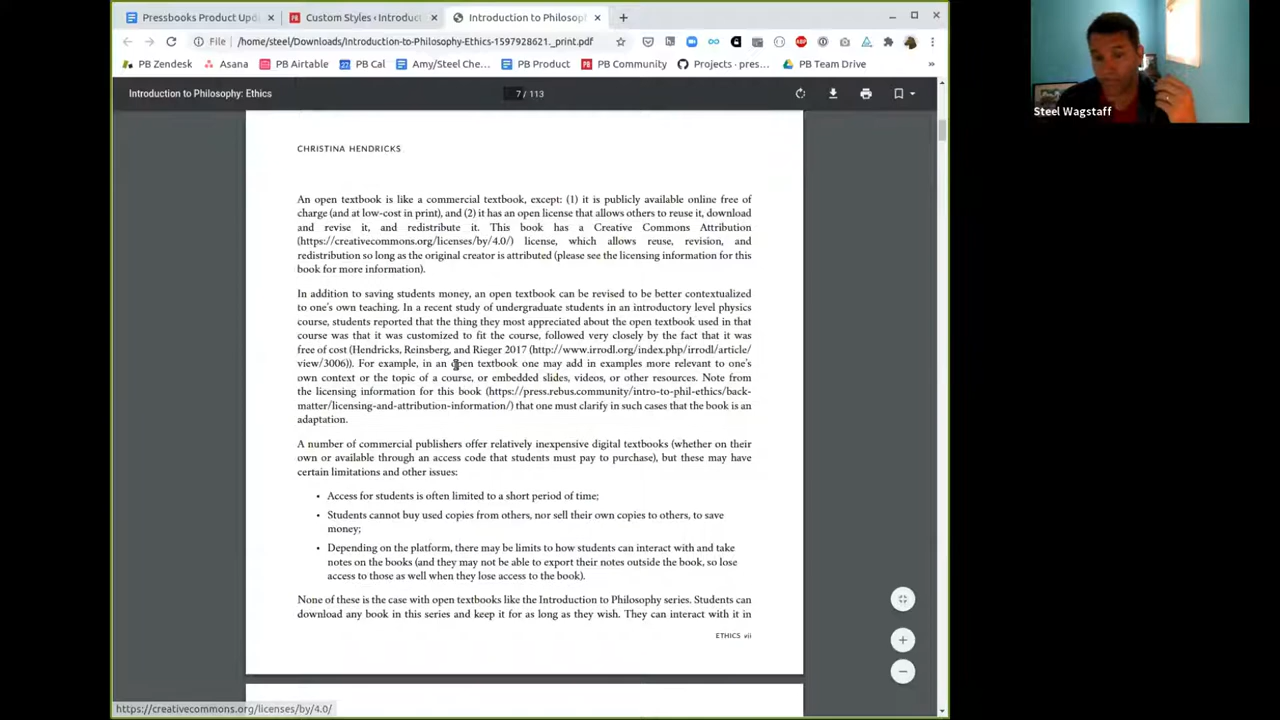 Pressbooks Product Upd
Custom Styles ‹ Introduct
Introduction to Philosoph
File
/home/steel/Downloads/Introduction-to-Philosophy-Ethics-1597928621._print.pdf
PB Zendesk
Asana
PB Airtable
PB Cal
Amy/Steel Che…
PB Product
PB Community
Projects · pres…
PB Team Drive
»
Steel Wagstaff
Introduction to Philosophy: Ethics
7 / 113
CHRISTINA HENDRICKS
An open textbook is like a commercial textbook, except: (1) it is publicly available online free of
charge (and at low-cost in print), and (2) it has an open license that allows others to reuse it, download
and revise it, and redistribute it. This book has a Creative Commons Attribution
(https://creativecommons.org/licenses/by/4.0/) license, which allows reuse, revision, and
redistribution so long as the original creator is attributed (please see the licensing information for this
book for more information).
In addition to saving students money, an open textbook can be revised to be better contextualized
to one's own teaching. In a recent study of undergraduate students in an introductory level physics
course, students reported that the thing they most appreciated about the open textbook used in that
course was that it was customized to fit the course, followed very closely by the fact that it was
free of cost (Hendricks, Reinsberg, and Rieger 2017 (http://www.irrodl.org/index.php/irrodl/article/
view/3006)). For example, in an open textbook one may add in examples more relevant to one's
own context or the topic of a course, or embedded slides, videos, or other resources. Note from
the licensing information for this book (https://press.rebus.community/intro-to-phil-ethics/back-
matter/licensing-and-attribution-information/) that one must clarify in such cases that the book is an
adaptation.
A number of commercial publishers offer relatively inexpensive digital textbooks (whether on their
own or available through an access code that students must pay to purchase), but these may have
certain limitations and other issues:
• Access for students is often limited to a short period of time;
• Students cannot buy used copies from others, nor sell their own copies to others, to save
money;
• Depending on the platform, there may be limits to how students can interact with and take
notes on the books (and they may not be able to export their notes outside the book, so lose
access to those as well when they lose access to the book).
None of these is the case with open textbooks like the Introduction to Philosophy series. Students can
download any book in this series and keep it for as long as they wish. They can interact with it in
ETHICS vii
https://creativecommons.org/licenses/by/4.0/